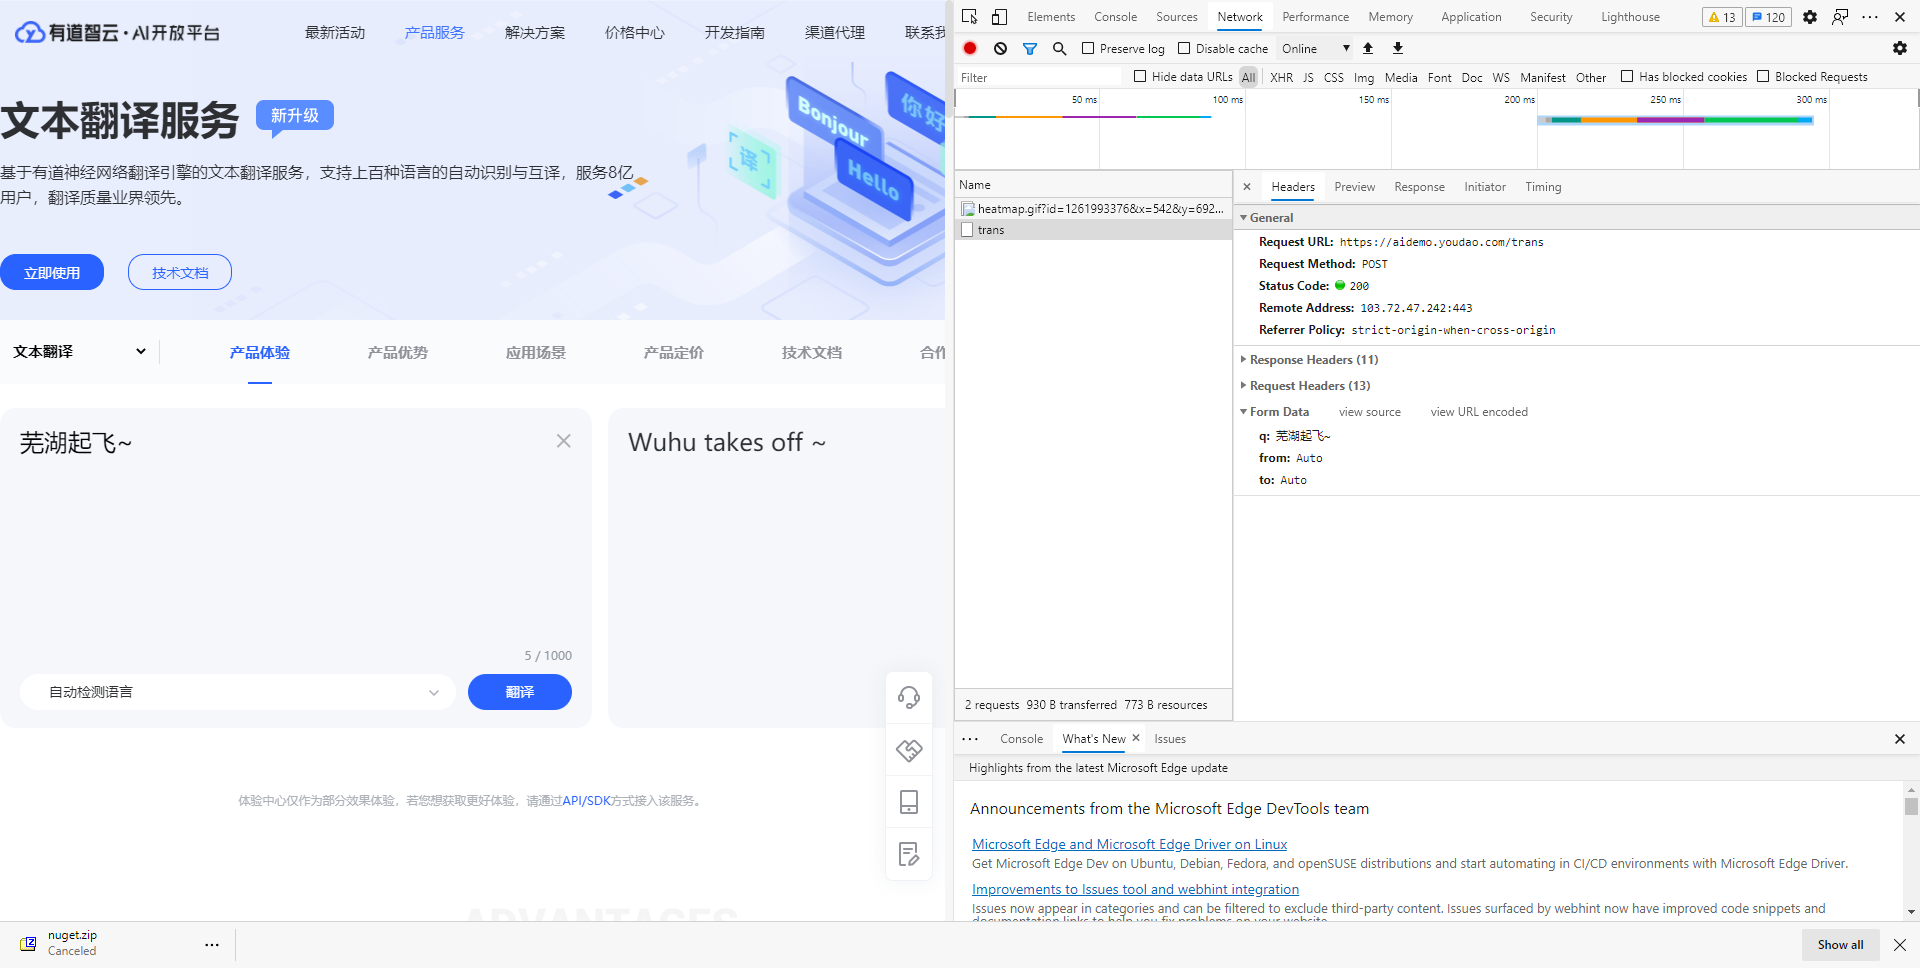 有道智云·AI开放平台
最新活动 产品服务 解决方案 价格中心 开发指南 渠道代理 联系我
文本翻译服务 新升级
基于有道神经网络翻译引擎的文本翻译服务，支持上百种语言的自动识别与互译，服务8亿
用户，翻译质量业界领先。
Bonjour
你好
译
Hello
立即使用 技术文档
文本翻译 产品体验 产品优势 应用场景 产品定价 技术文档 合作
芜湖起飞~
Wuhu takes off ~
5 / 1000
自动检测语言 翻译
体验中心仅作为部分效果体验，若您想获取更好体验，请通过API/SDK方式接入该服务。
ADVANTAGES
Elements Console Sources Network Performance Memory Application Security Lighthouse 13 120
Preserve log Disable cache Online
Filter Hide data URLs All XHR JS CSS Img Media Font Doc WS Manifest Other Has blocked cookies Blocked Requests
50 ms 100 ms 150 ms 200 ms 250 ms 300 ms
Name
heatmap.gif?id=1261993376&x=542&y=692...
trans
2 requests 930 B transferred 773 B resources
Headers Preview Response Initiator Timing
General
Request URL: https://aidemo.youdao.com/trans
Request Method: POST
Status Code: 200
Remote Address: 103.72.47.242:443
Referrer Policy: strict-origin-when-cross-origin
Response Headers (11)
Request Headers (13)
Form Data view source view URL encoded
q: 芜湖起飞~
from: Auto
to: Auto
Console What's New Issues
Highlights from the latest Microsoft Edge update
Announcements from the Microsoft Edge DevTools team
Microsoft Edge and Microsoft Edge Driver on Linux
Get Microsoft Edge Dev on Ubuntu, Debian, Fedora, and openSUSE distributions and start automating in CI/CD environments with Microsoft Edge Driver.
Improvements to Issues tool and webhint integration
Issues now appear in categories and can be filtered to exclude third-party content. Issues surfaced by webhint now have improved code snippets and
documentation links to help you fix problems on your website.
nuget.zip
Canceled
Show all